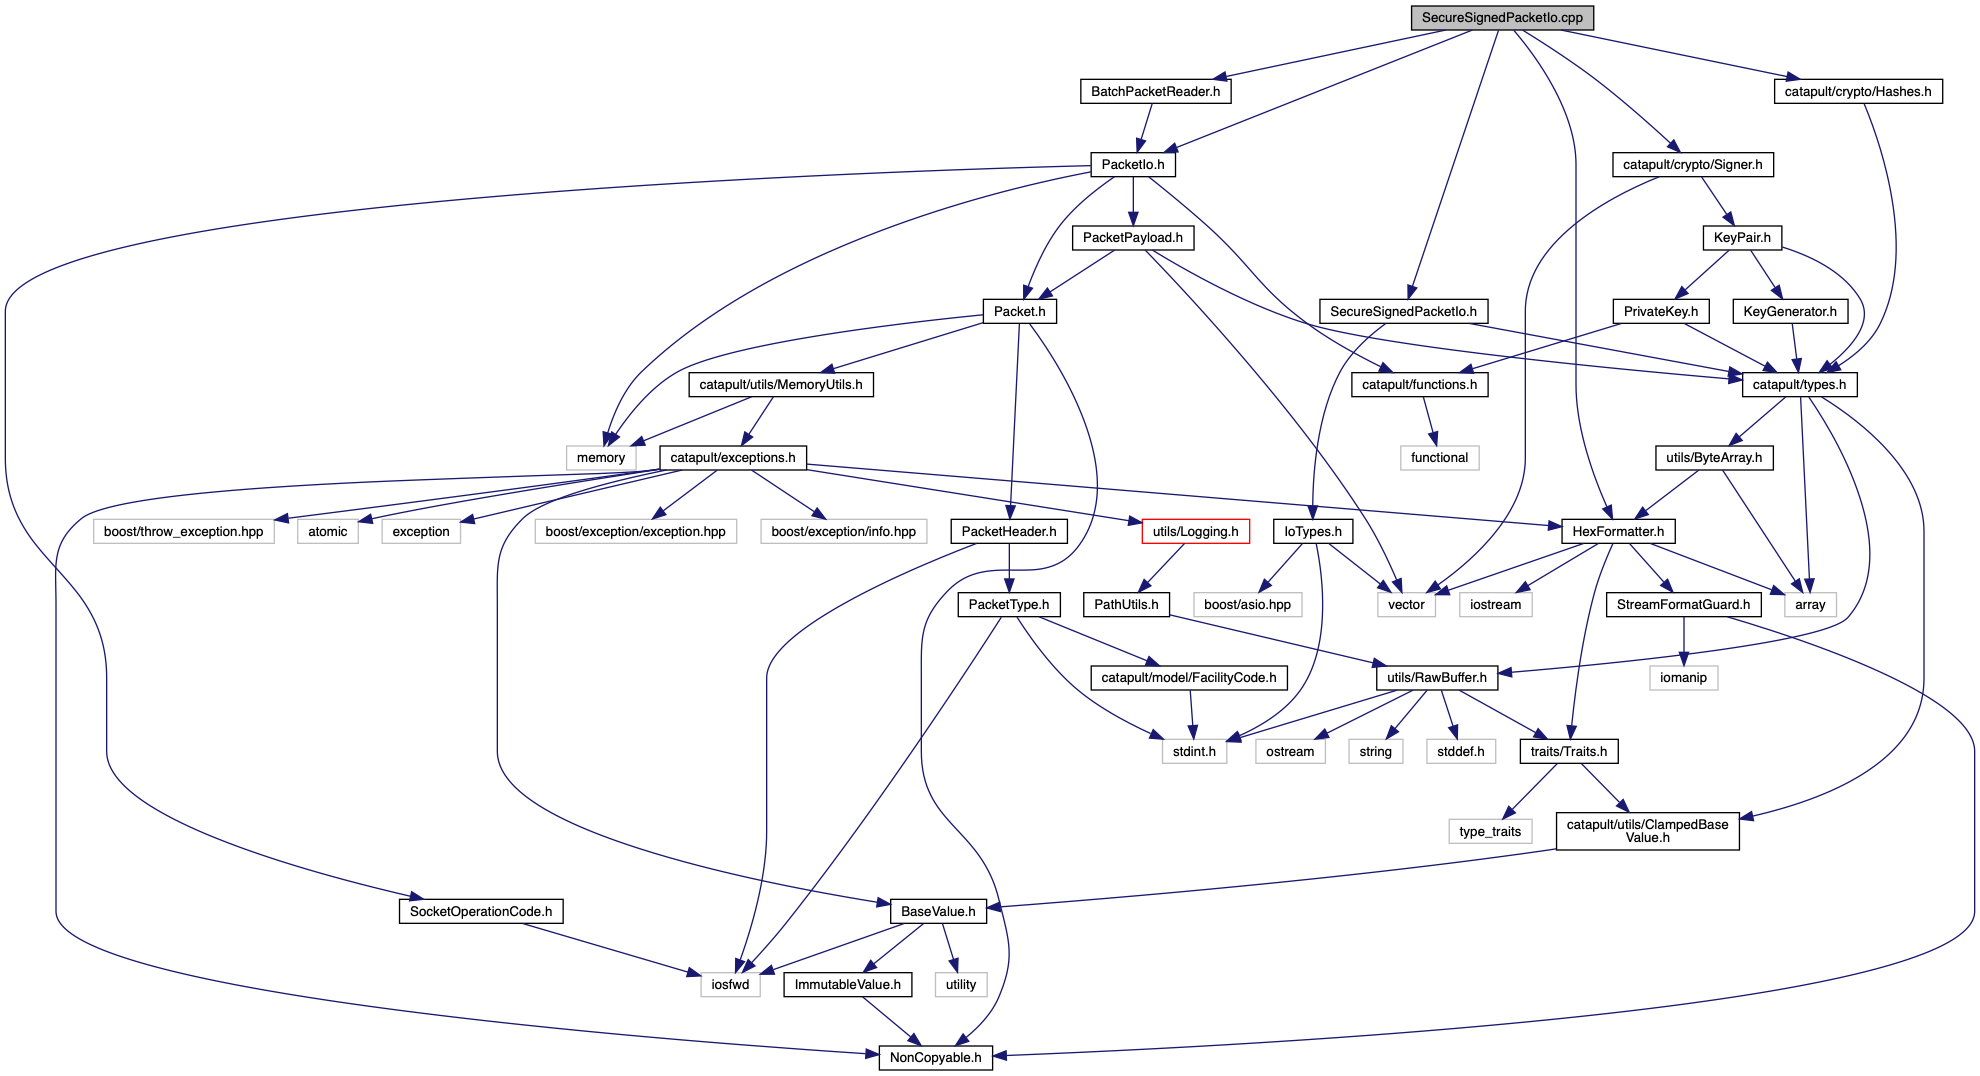 SecureSignedPacketIo.cpp
BatchPacketReader.h
catapult/crypto/Hashes.h
PacketIo.h
catapult/crypto/Signer.h
PacketPayload.h
KeyPair.h
Packet.h
SecureSignedPacketIo.h
PrivateKey.h
KeyGenerator.h
catapult/utils/MemoryUtils.h
catapult/functions.h
catapult/types.h
memory
catapult/exceptions.h
functional
utils/ByteArray.h
boost/throw_exception.hpp
atomic
exception
boost/exception/exception.hpp
boost/exception/info.hpp
PacketHeader.h
utils/Logging.h
IoTypes.h
HexFormatter.h
PacketType.h
PathUtils.h
boost/asio.hpp
vector
iostream
StreamFormatGuard.h
array
catapult/model/FacilityCode.h
utils/RawBuffer.h
iomanip
stdint.h
ostream
string
stddef.h
traits/Traits.h
type_traits
catapult/utils/ClampedBase
Value.h
SocketOperationCode.h
BaseValue.h
iosfwd
ImmutableValue.h
utility
NonCopyable.h